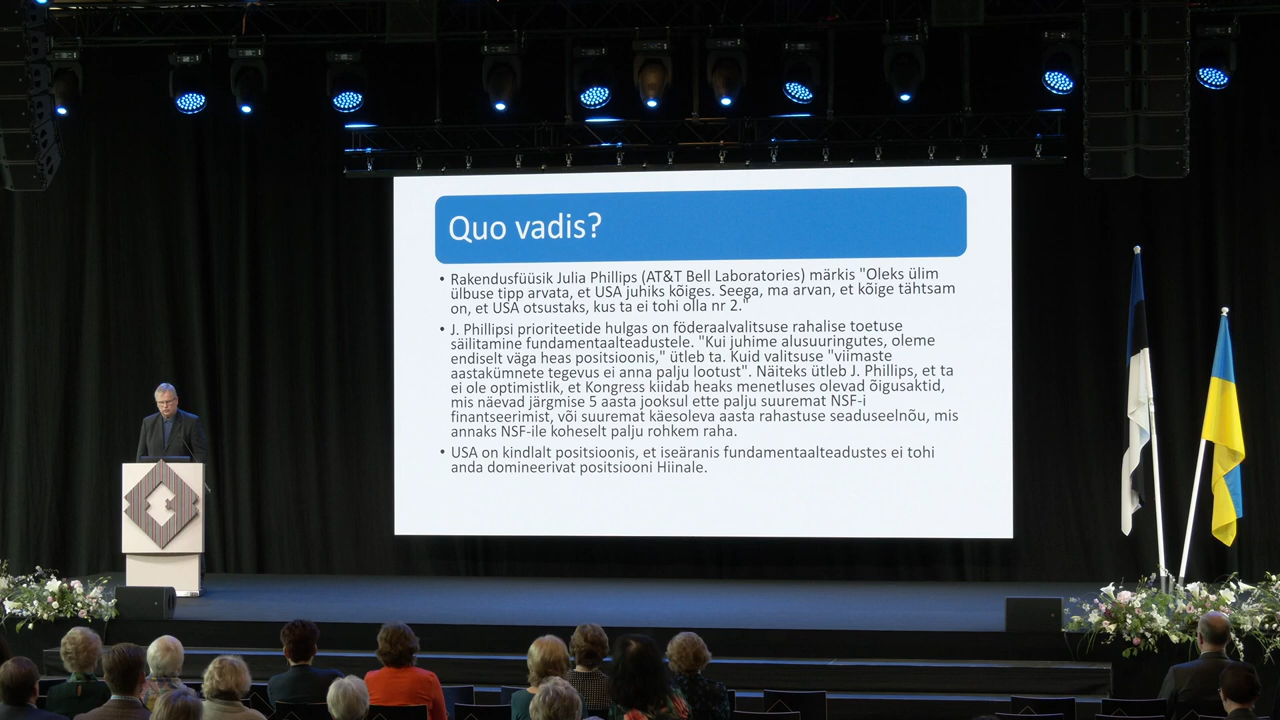 Quo vadis?
• Rakendusfüüsik Julia Phillips (AT&T Bell Laboratories) märkis "Oleks ülim
ülbuse tipp arvata, et USA juhiks kõiges. Seega, ma arvan, et kõige tähtsam
on, et USA otsustaks, kus ta ei tohi olla nr 2."
• J. Phillipsi prioriteetide hulgas on föderaalvalitsuse rahalise toetuse
säilitamine fundamentaalteadustele. "Kui juhime alusuuringutes, oleme
endiselt väga heas positsioonis," ütleb ta. Kuid valitsuse "viimaste
aastakümnete tegevus ei anna palju lootust". Näiteks ütleb J. Phillips, et ta
ei ole optimistlik, et Kongress kiidab heaks menetluses olevad õigusaktid,
mis näevad järgmise 5 aasta jooksul ette palju suuremat NSF-i
finantseerimist, või suuremat käesoleva aasta rahastuse seaduseelnõu, mis
annaks NSF-ile koheselt palju rohkem raha.
• USA on kindlalt positsioonis, et iseäranis fundamentaalteadustes ei tohi
anda domineerivat positsiooni Hiinale.